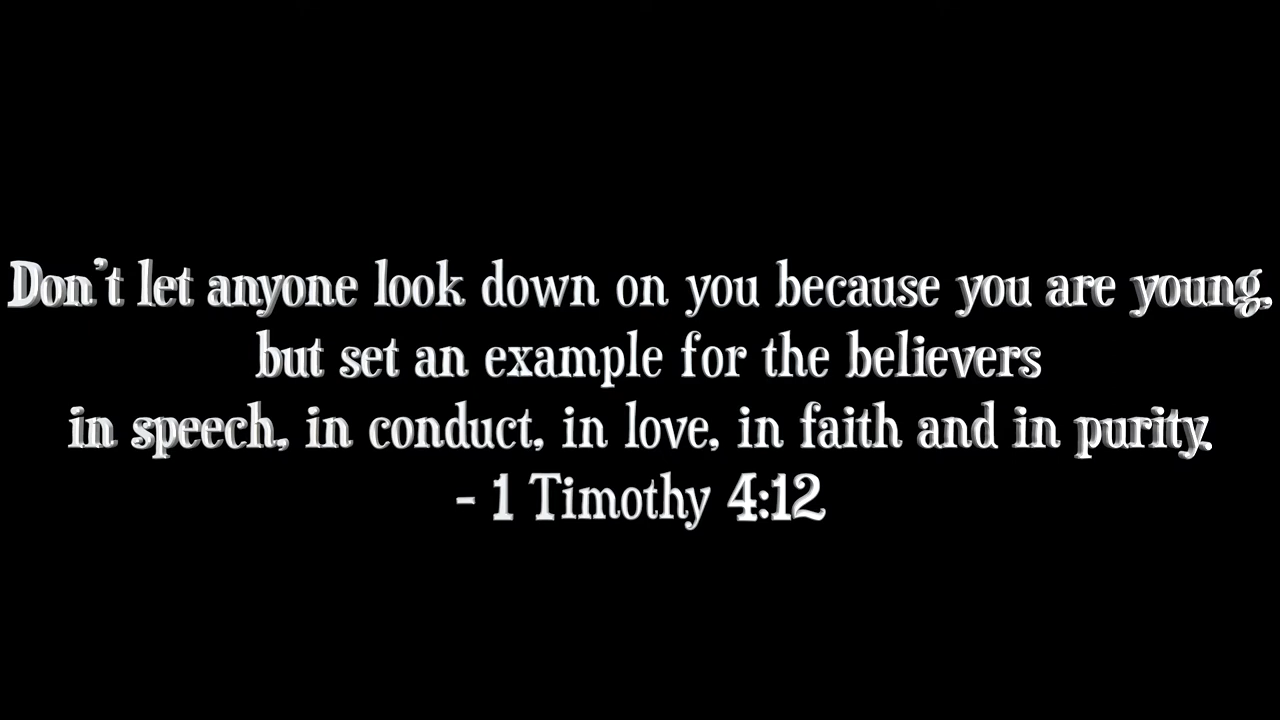 Don't let anyone look down on you because you are young,
but set an example for the believers
in speech, in conduct, in love, in faith and in purity.
- 1 Timothy 4:12